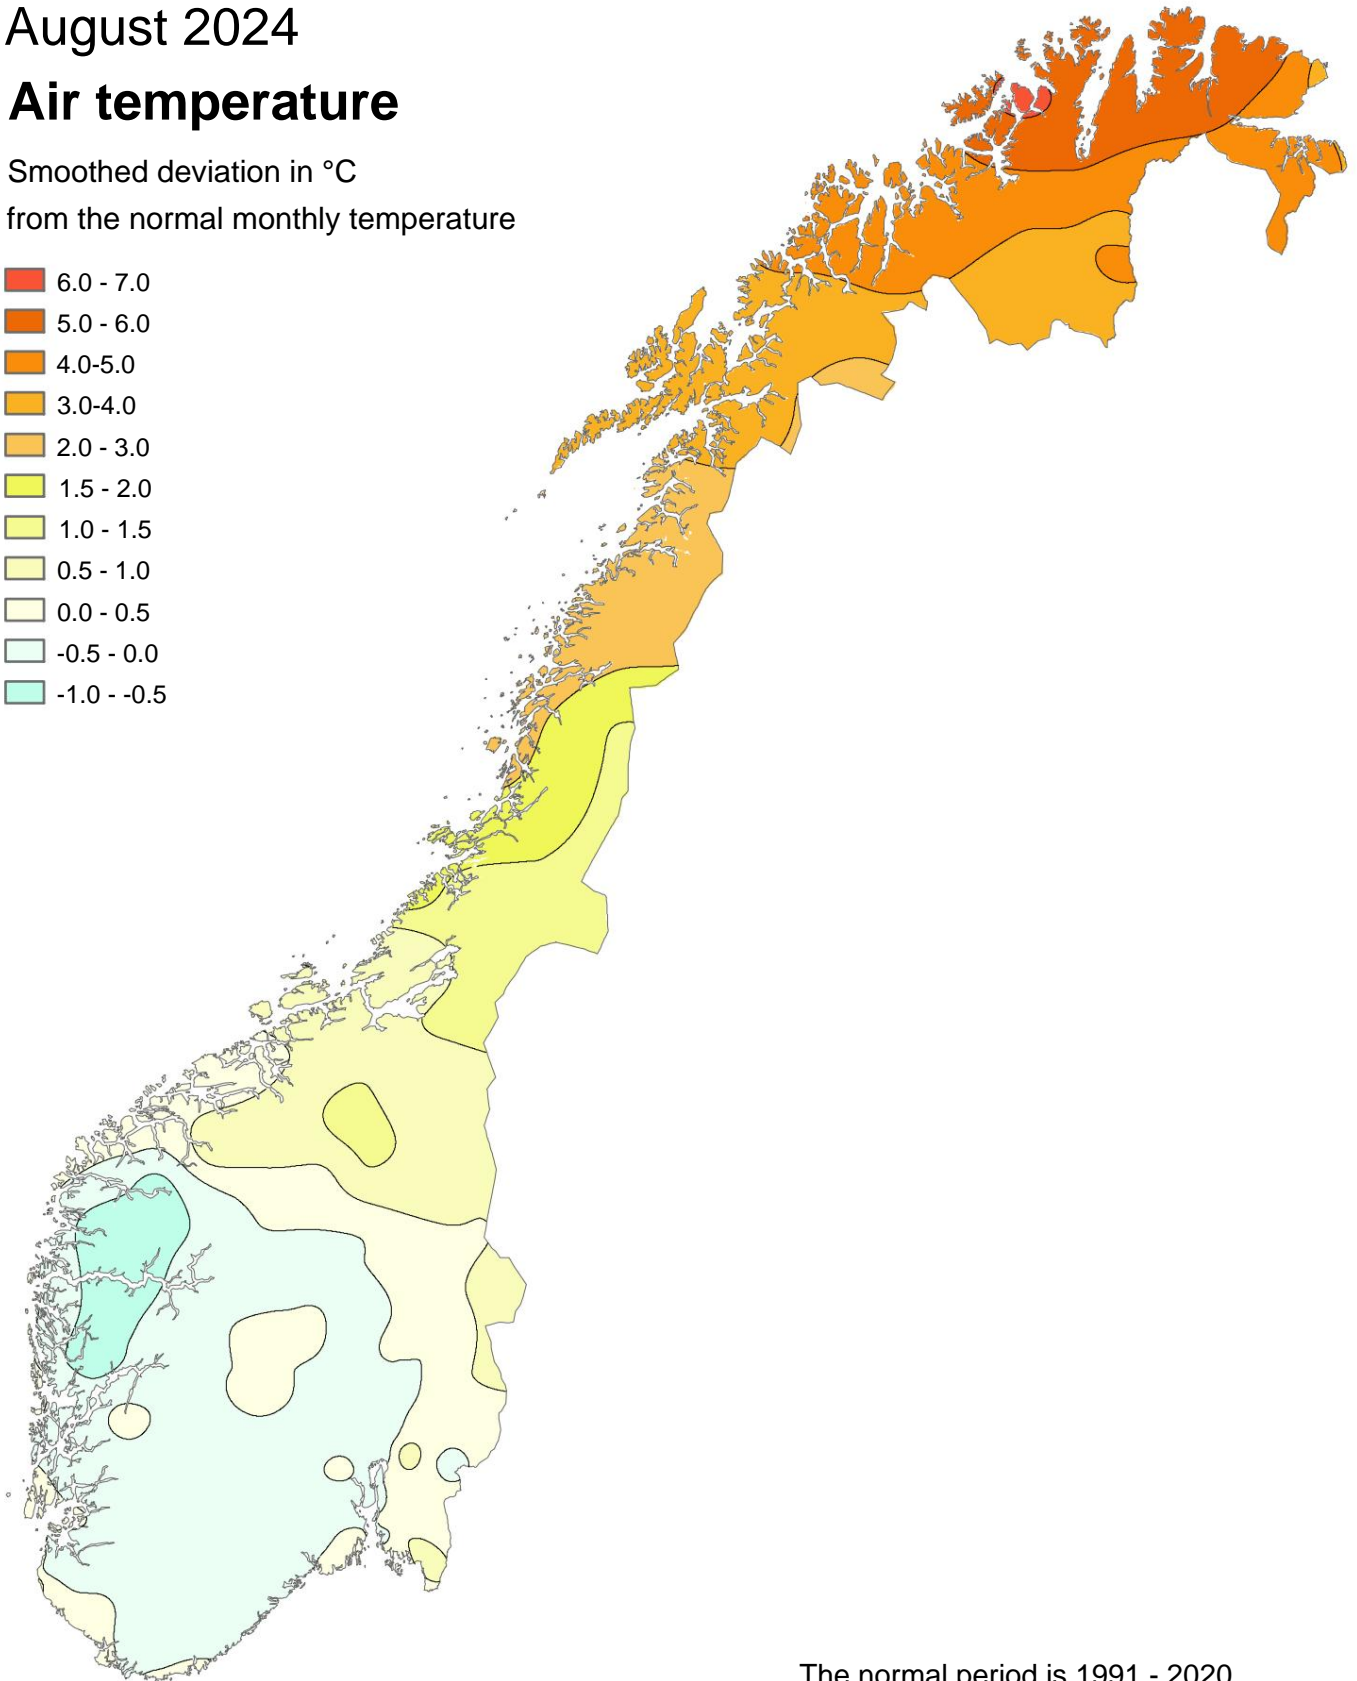 August 2024
Air temperature
Smoothed deviation in °C
from the normal monthly temperature
6.0 - 7.0
5.0 - 6.0
4.0-5.0
3.0-4.0
2.0 - 3.0
1.5 - 2.0
1.0 - 1.5
0.5 - 1.0
0.0 - 0.5
-0.5 - 0.0
-1.0 - -0.5
The normal period is 1991 - 2020